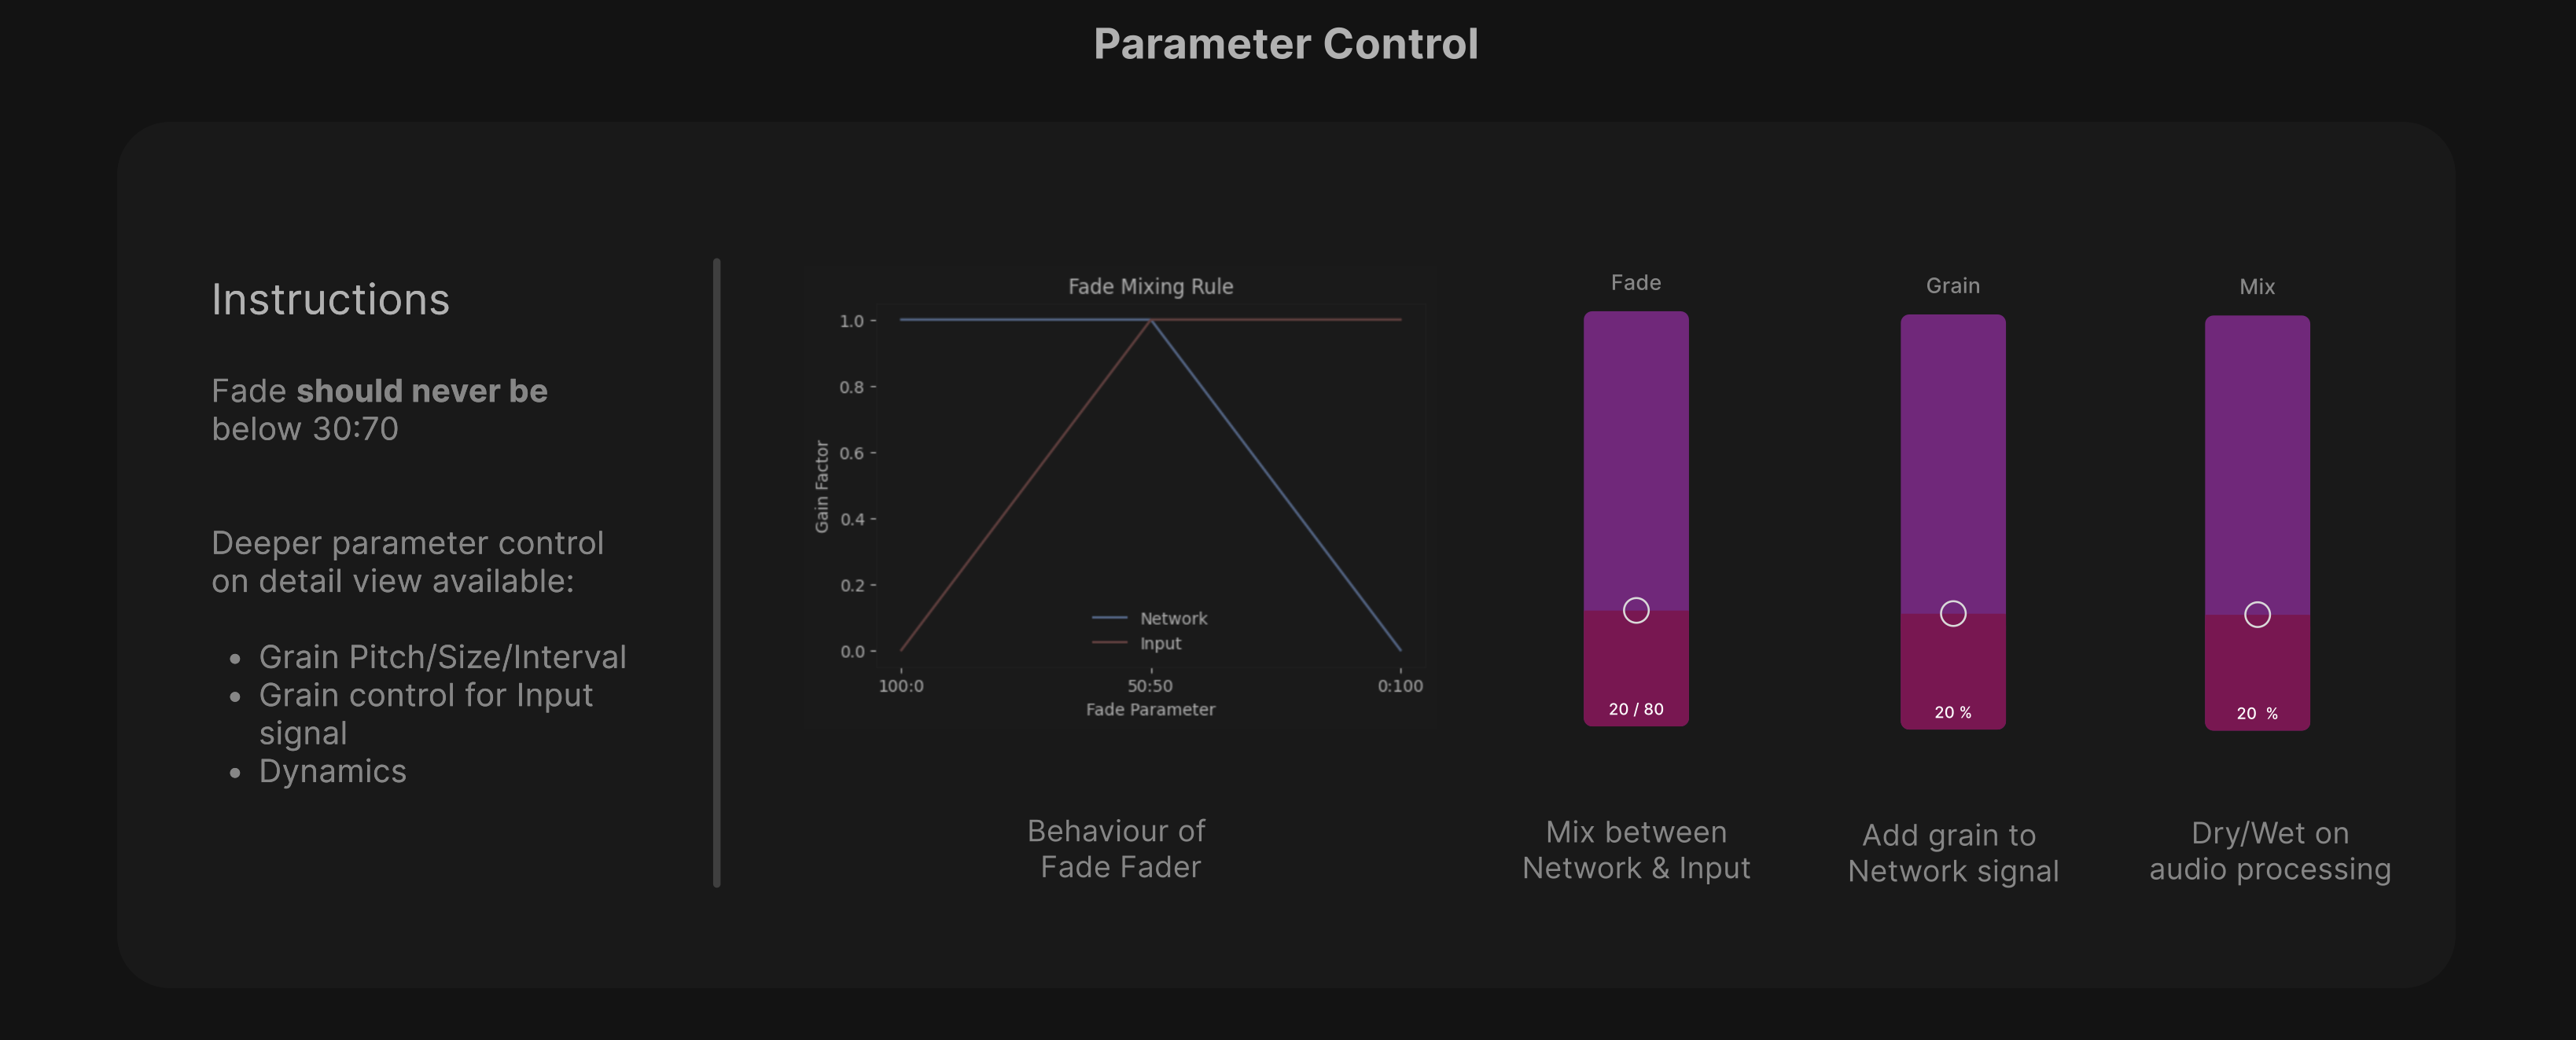 Parameter Control
Instructions
Fade should never be
below 30:70
Deeper parameter control
on detail view available:
• Grain Pitch/Size/Interval
• Grain control for Input
signal
• Dynamics
Fade Mixing Rule
Gain Factor
1.0
0.8
0.6
0.4
0.2
0.0
Network
Input
100:0
50:50
0:100
Fade Parameter
Behaviour of
Fade Fader
Fade
20 / 80
Mix between
Network & Input
Grain
20 %
Add grain to
Network signal
Mix
20 %
Dry/Wet on
audio processing